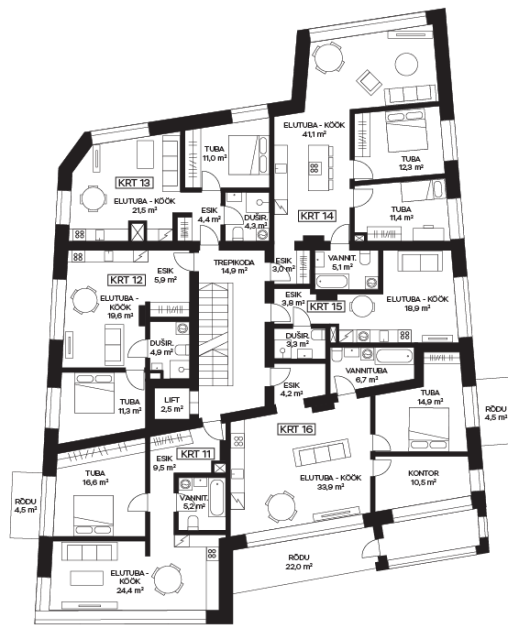 ELUTUBA - KÖÖK
41,1 m²
TUBA
11,0 m²
TUBA
12,3 m²
KRT 13
ELUTUBA - KÖÖK
21,5 m²
ESIK
4,4 m²
DUŠIR.
4,3 m²
KRT 14
TUBA
11,4 m²
TREPIKODA
14,9 m²
ESIK
3,0 m²
VANNIT.
5,1 m²
ESIK
5,9 m²
KRT 12
ELUTUBA -
KÖÖK
19,6 m²
ESIK
3,8 m²
KRT 15
ELUTUBA - KÖÖK
18,9 m²
DUŠIR.
4,9 m²
DUŠIR.
3,3 m²
VANNITUBA
6,7 m²
TUBA
11,3 m²
LIFT
2,5 m²
ESIK
4,2 m²
TUBA
14,9 m²
RÕDU
4,5 m²
KRT 16
KRT 11
ESIK
9,5 m²
TUBA
16,6 m²
RÕDU
4,5 m²
VANNIT.
5,2 m²
ELUTUBA - KÖÖK
33,9 m²
KONTOR
10,5 m²
RÕDU
22,0 m²
ELUTUBA -
KÖÖK
24,4 m²